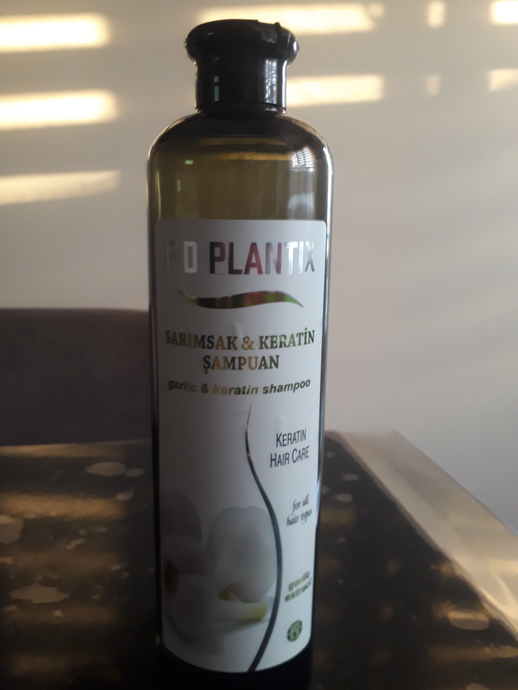 PLANTIX
SARIMSAK & KERATİN
ŞAMPUAN
garlic & keratin shampoo
KERATIN
HAIR CARE
for all
hair types
garlic
extract